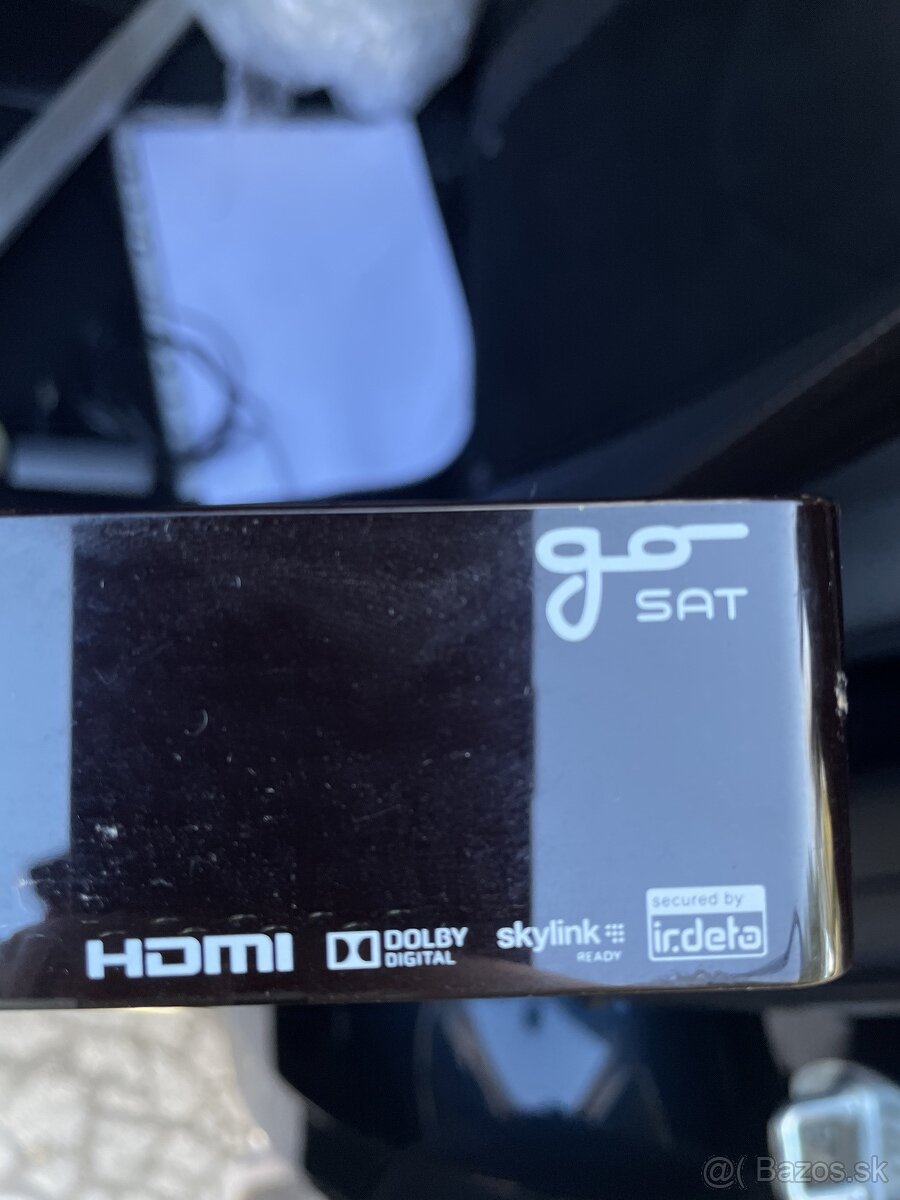 go
SAT
HDMI
DOLBY
DIGITAL
skylink
READY
secured by
irdeto
@( Bazos.sk